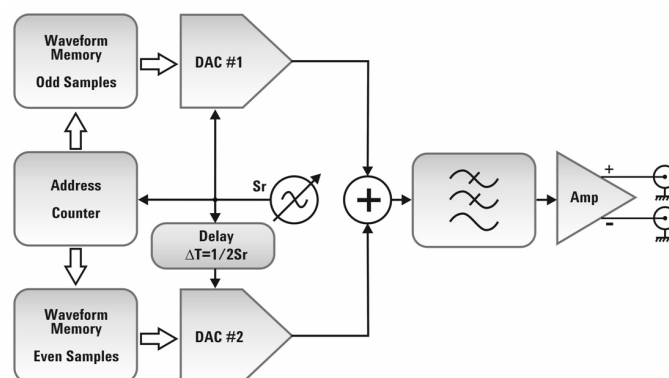 Waveform
Memory
Odd Samples
DAC #1
Address
Counter
Sr
Delay
ΔT=1/2Sr
+
Amp
+
-
Waveform
Memory
Even Samples
DAC #2